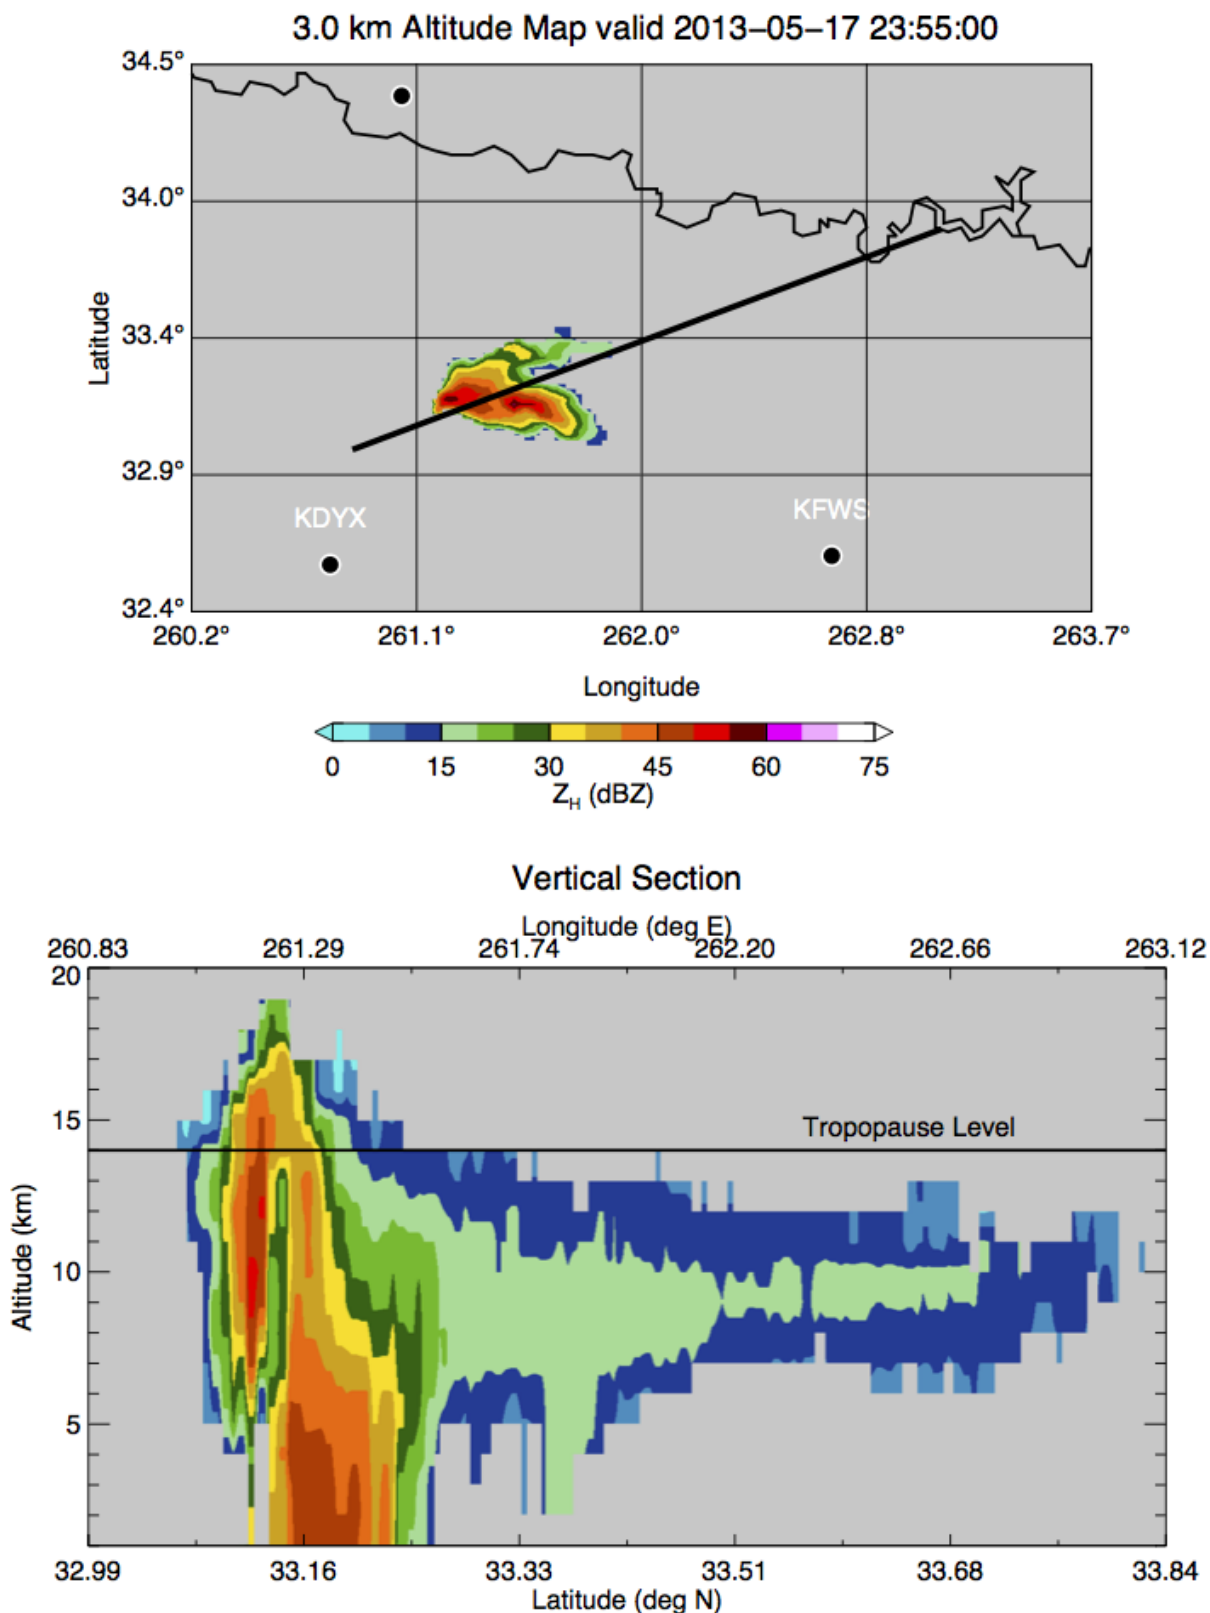 3.0 km Altitude Map valid 2013−05−17 23:55:00
34.5°
34.0°
33.4°
32.9°
32.4°
Latitude
KDYX
KFWS
260.2° 261.1° 262.0° 262.8° 263.7°
Longitude
0 15 30 45 60 75
Z_H (dBZ)
Vertical Section
Longitude (deg E)
260.83 261.29 261.74 262.20 262.66 263.12
20
15
10
5
Altitude (km)
Tropopause Level
32.99 33.16 33.33 33.51 33.68 33.84
Latitude (deg N)